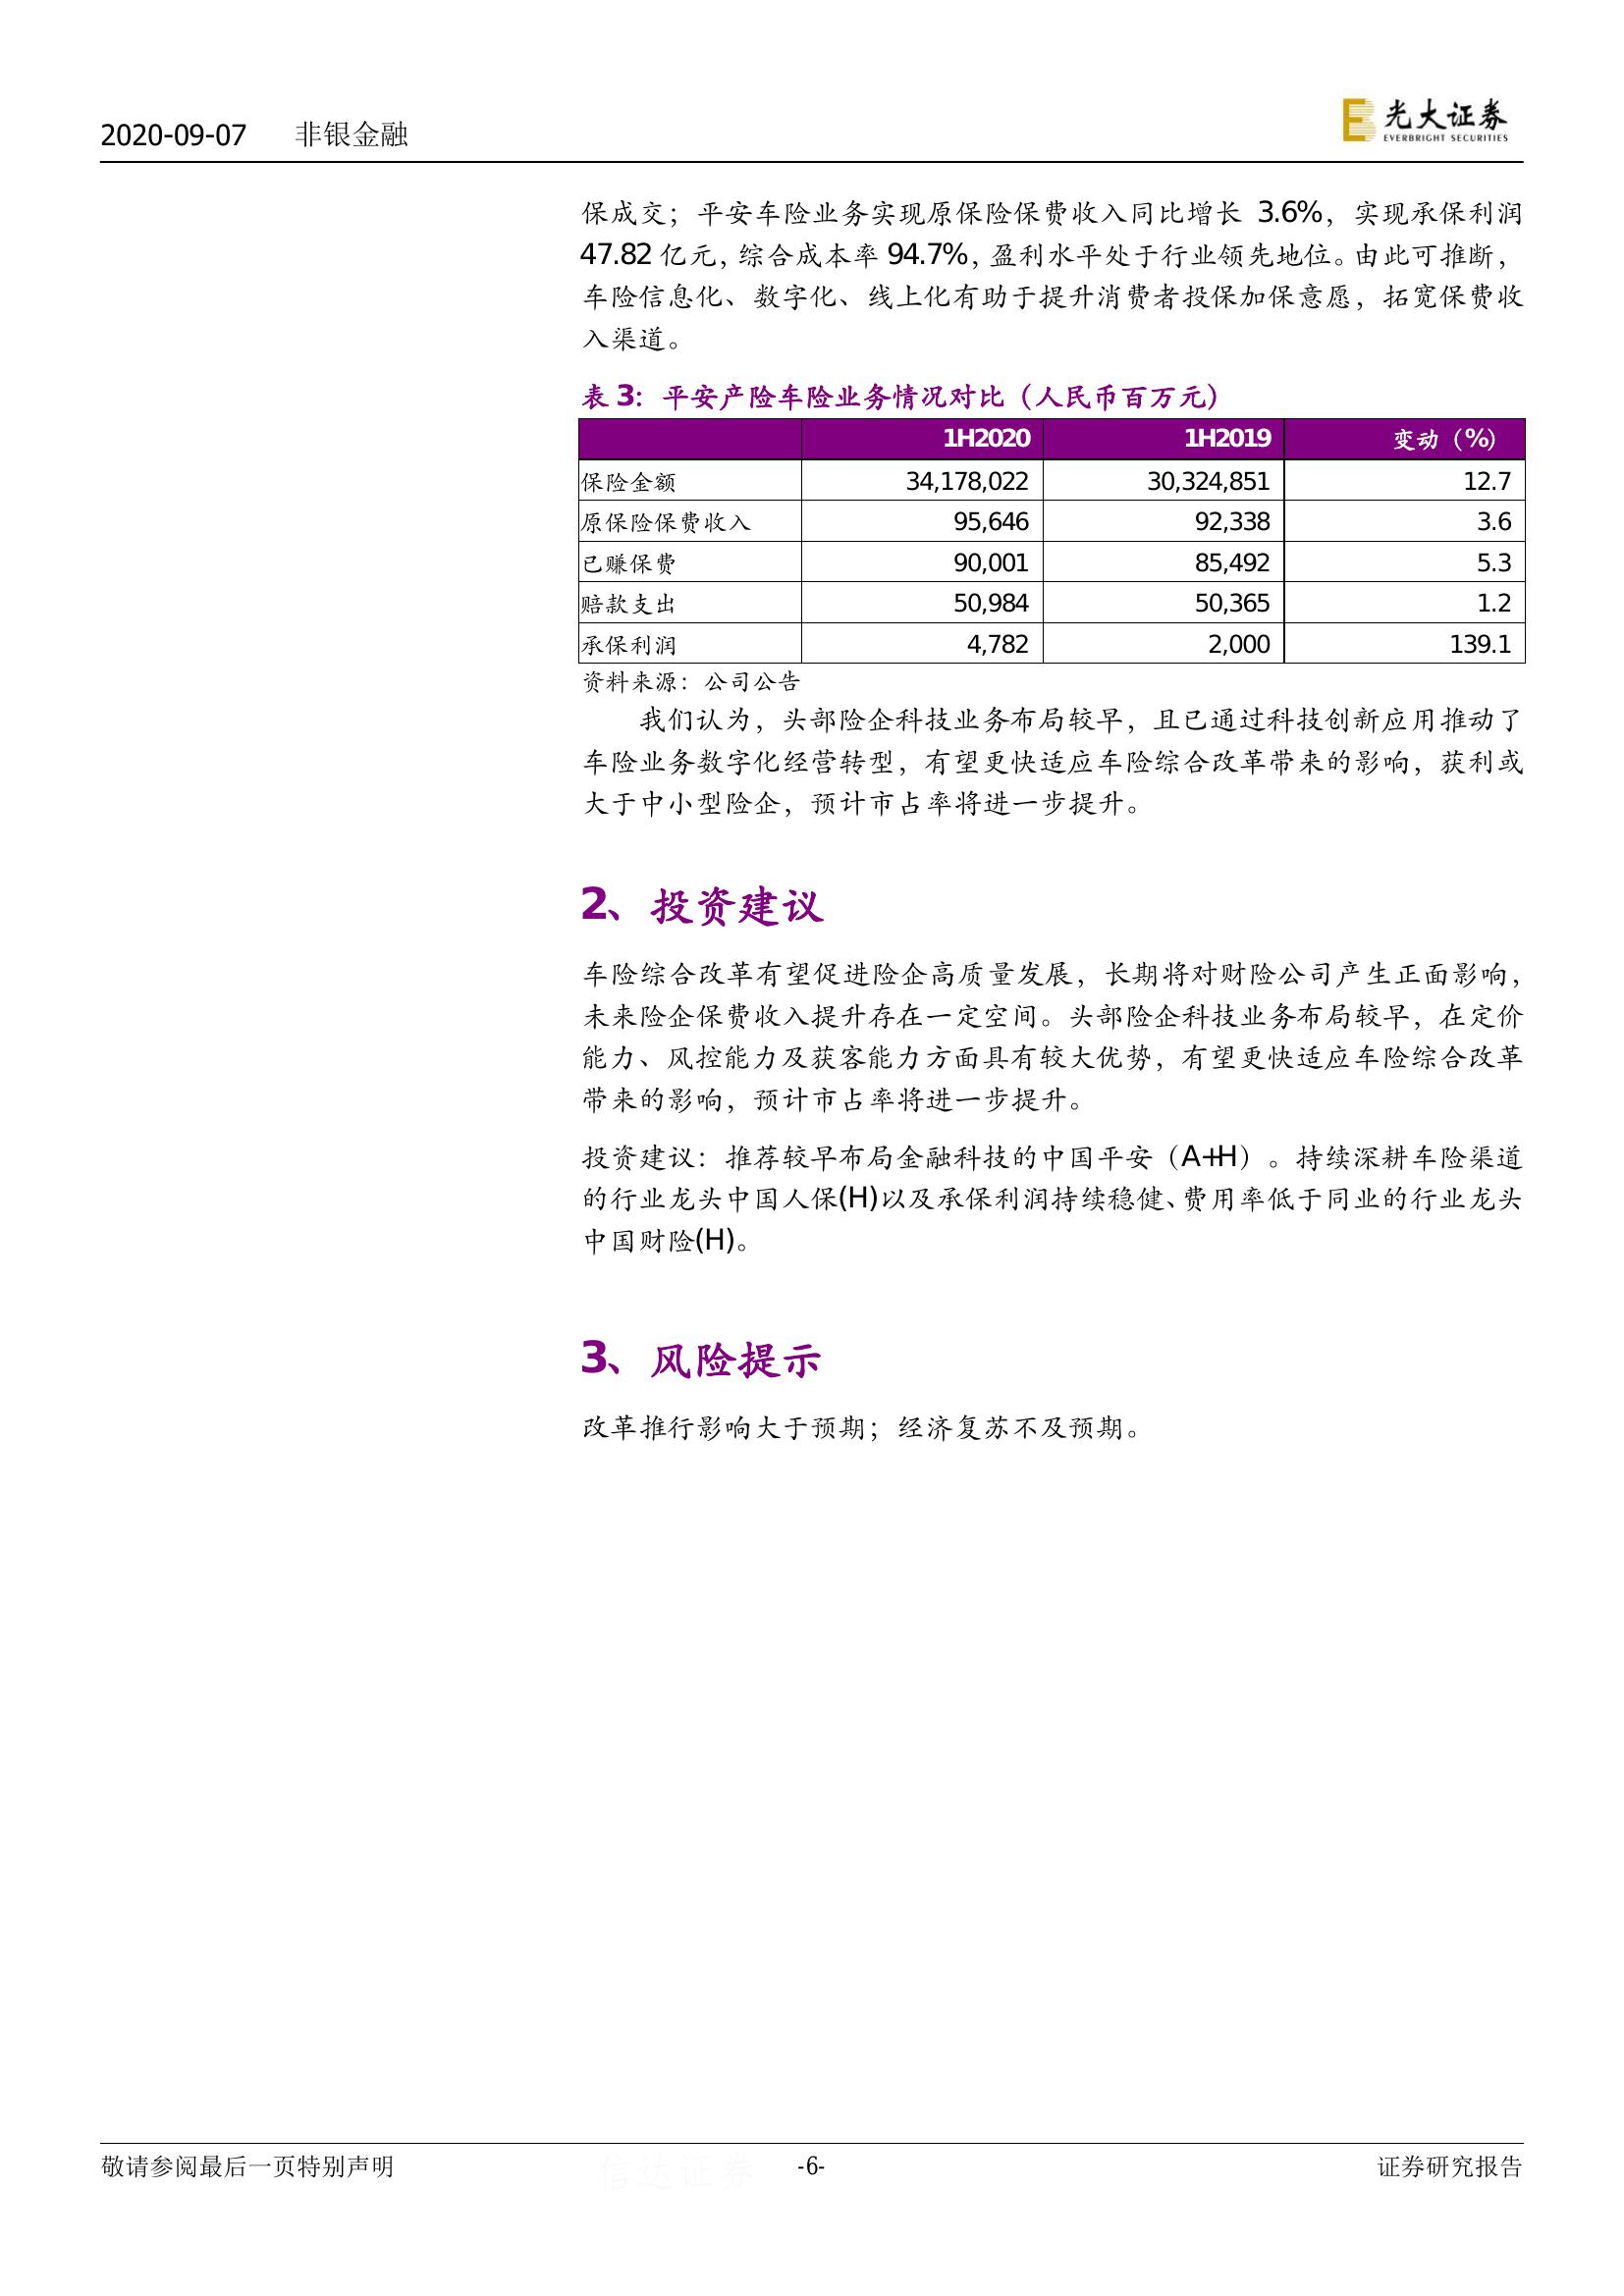 2020-09-07 非银金融
光大证券
EVERBRIGHT SECURITIES
保成交；平安车险业务实现原保险保费收入同比增长 3.6%，实现承保利润
47.82 亿元，综合成本率 94.7%，盈利水平处于行业领先地位。由此可推断，
车险信息化、数字化、线上化有助于提升消费者投保加保意愿，拓宽保费收
入渠道。
表 3：平安产险车险业务情况对比（人民币百万元）
1H2020 1H2019 变动（%）
保险金额 34,178,022 30,324,851 12.7
原保险保费收入 95,646 92,338 3.6
已赚保费 90,001 85,492 5.3
赔款支出 50,984 50,365 1.2
承保利润 4,782 2,000 139.1
资料来源：公司公告
我们认为，头部险企科技业务布局较早，且已通过科技创新应用推动了
车险业务数字化经营转型，有望更快适应车险综合改革带来的影响，获利或
大于中小型险企，预计市占率将进一步提升。
2、投资建议
车险综合改革有望促进险企高质量发展，长期将对财险公司产生正面影响，
未来险企保费收入提升存在一定空间。头部险企科技业务布局较早，在定价
能力、风控能力及获客能力方面具有较大优势，有望更快适应车险综合改革
带来的影响，预计市占率将进一步提升。
投资建议：推荐较早布局金融科技的中国平安（A+H）。持续深耕车险渠道
的行业龙头中国人保(H)以及承保利润持续稳健、费用率低于同业的行业龙头
中国财险(H)。
3、风险提示
改革推行影响大于预期；经济复苏不及预期。
敬请参阅最后一页特别声明 信达证券 -6- 证券研究报告